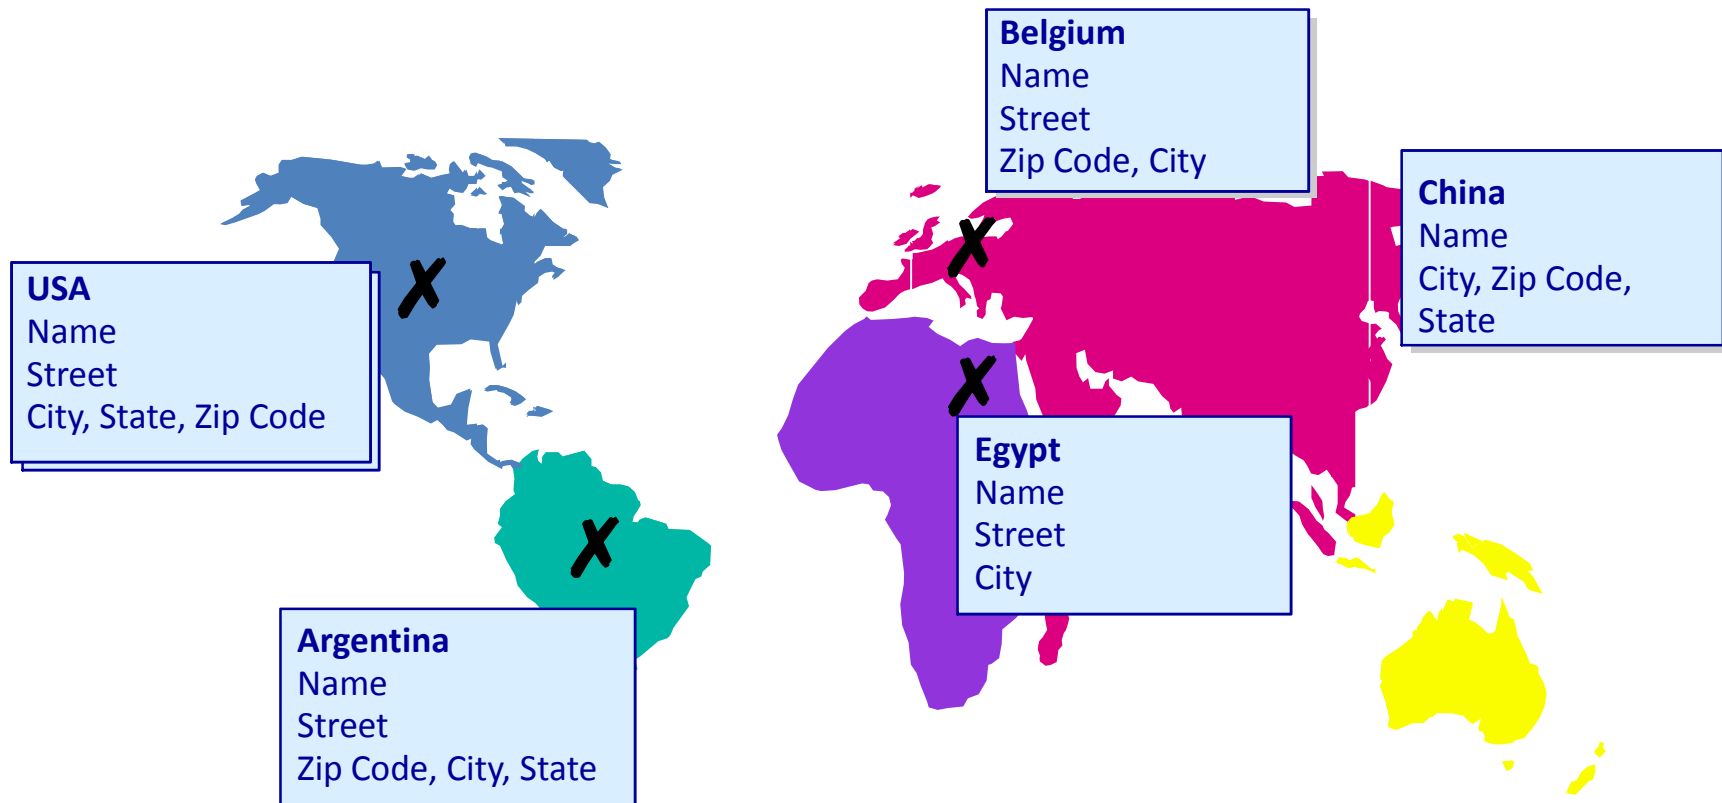 Belgium
Name
Street
Zip Code, City
China
Name
City, Zip Code,
State
USA
Name
Street
City, State, Zip Code
Egypt
Name
Street
City
Argentina
Name
Street
Zip Code, City, State